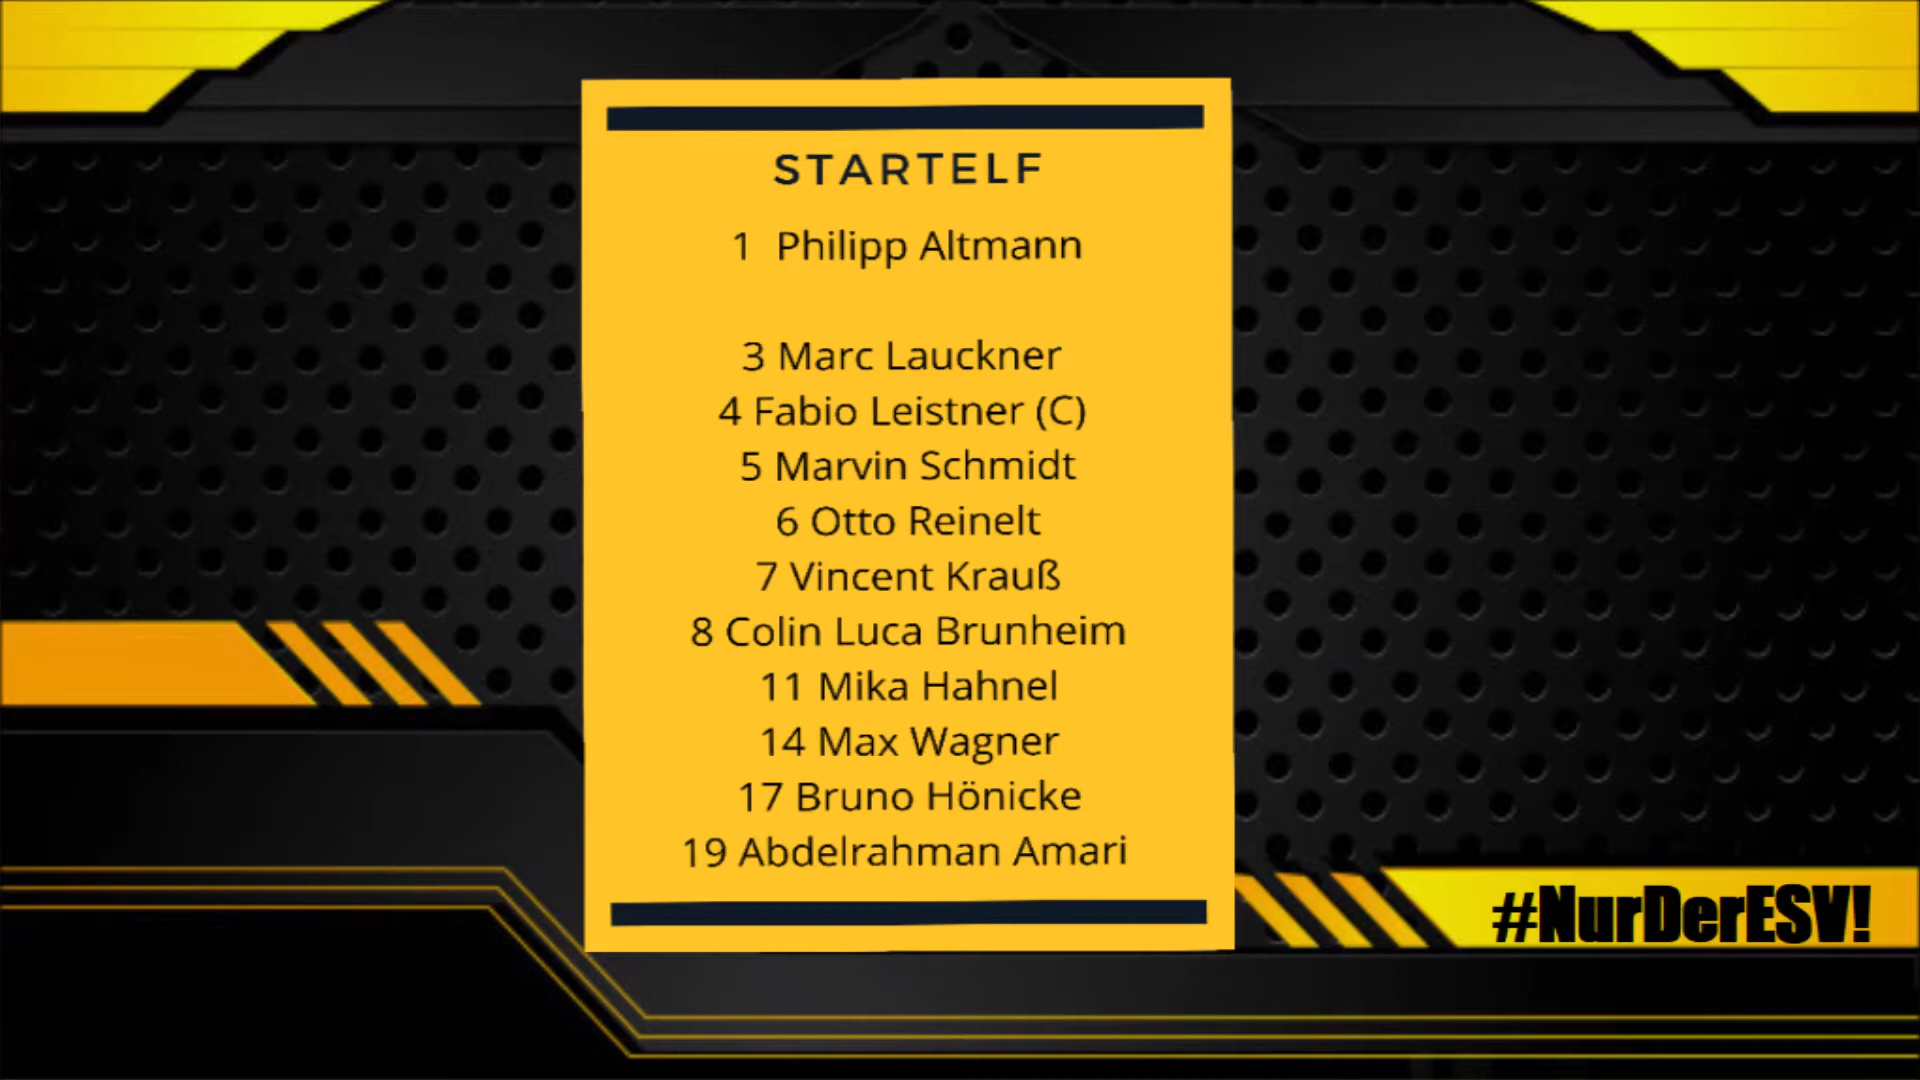 STARTELF
1 Philipp Altmann
3 Marc Lauckner
4 Fabio Leistner (C)
5 Marvin Schmidt
6 Otto Reinelt
7 Vincent Krauß
8 Colin Luca Brunheim
11 Mika Hahnel
14 Max Wagner
17 Bruno Hönicke
19 Abdelrahman Amari
#NurDerESV!